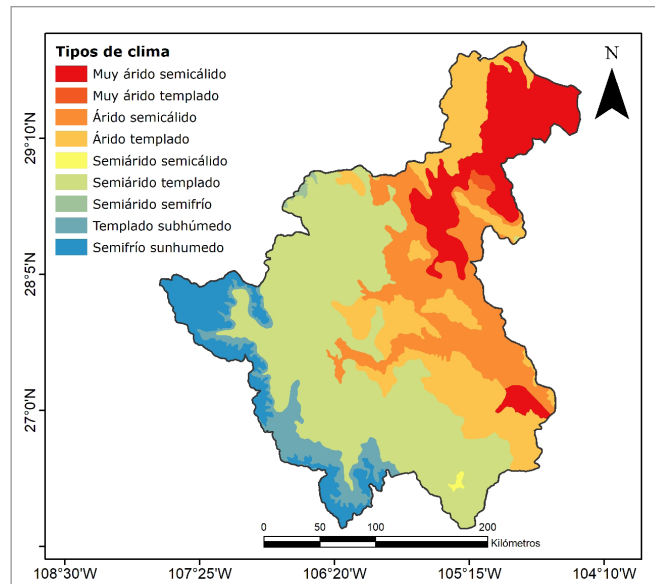 Tipos de clima
Muy árido semicálido
Muy árido templado
Árido semicálido
Árido templado
Semiárido semicálido
Semiárido templado
Semiárido semifrío
Templado subhúmedo
Semifrío sunhumedo
N
29°10'N
28°5'N
27°0'N
0 50 100 200
Kilómetros
108°30'W 107°25'W 106°20'W 105°15'W 104°10'W